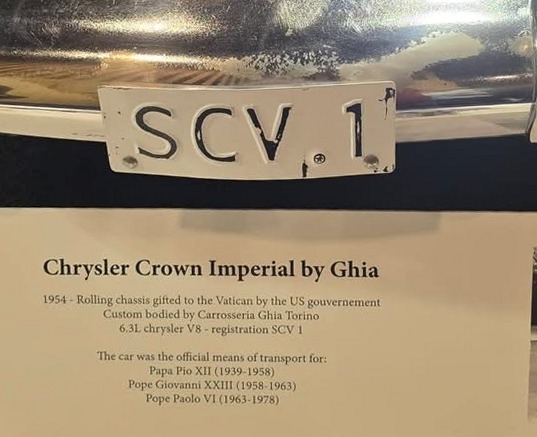 SCV.1
Chrysler Crown Imperial by Ghia
1954 - Rolling chassis gifted to the Vatican by the US gouvernement
Custom bodied by Carrosseria Ghia Torino
6.3L chrysler V8 - registration SCV 1
The car was the official means of transport for:
Papa Pio XII (1939-1958)
Pope Giovanni XXIII (1958-1963)
Pope Paolo VI (1963-1978)